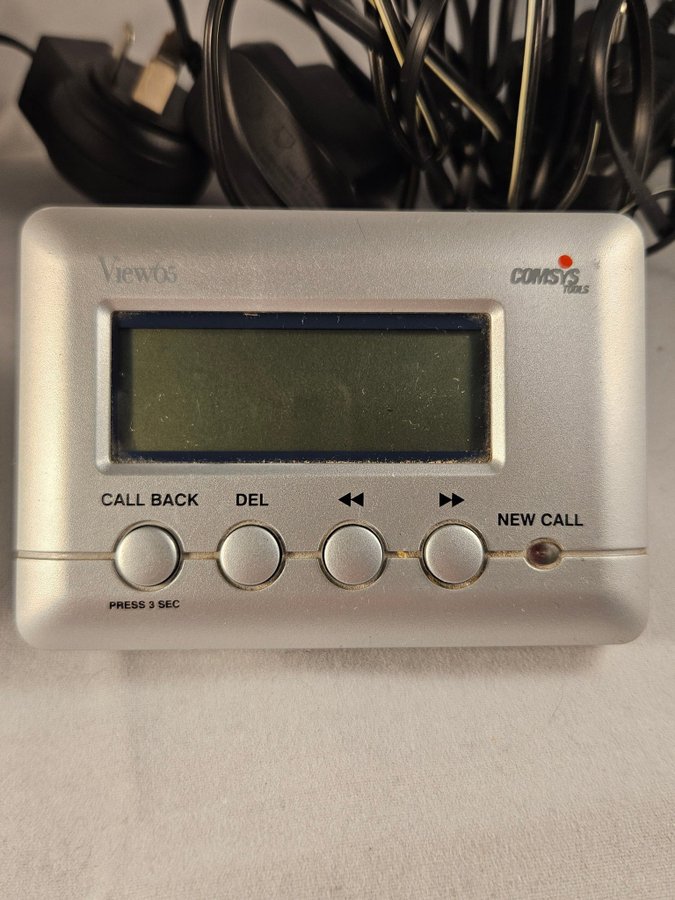 View65
COMSYS
TOOLS
CALL BACK
DEL
NEW CALL
PRESS 3 SEC